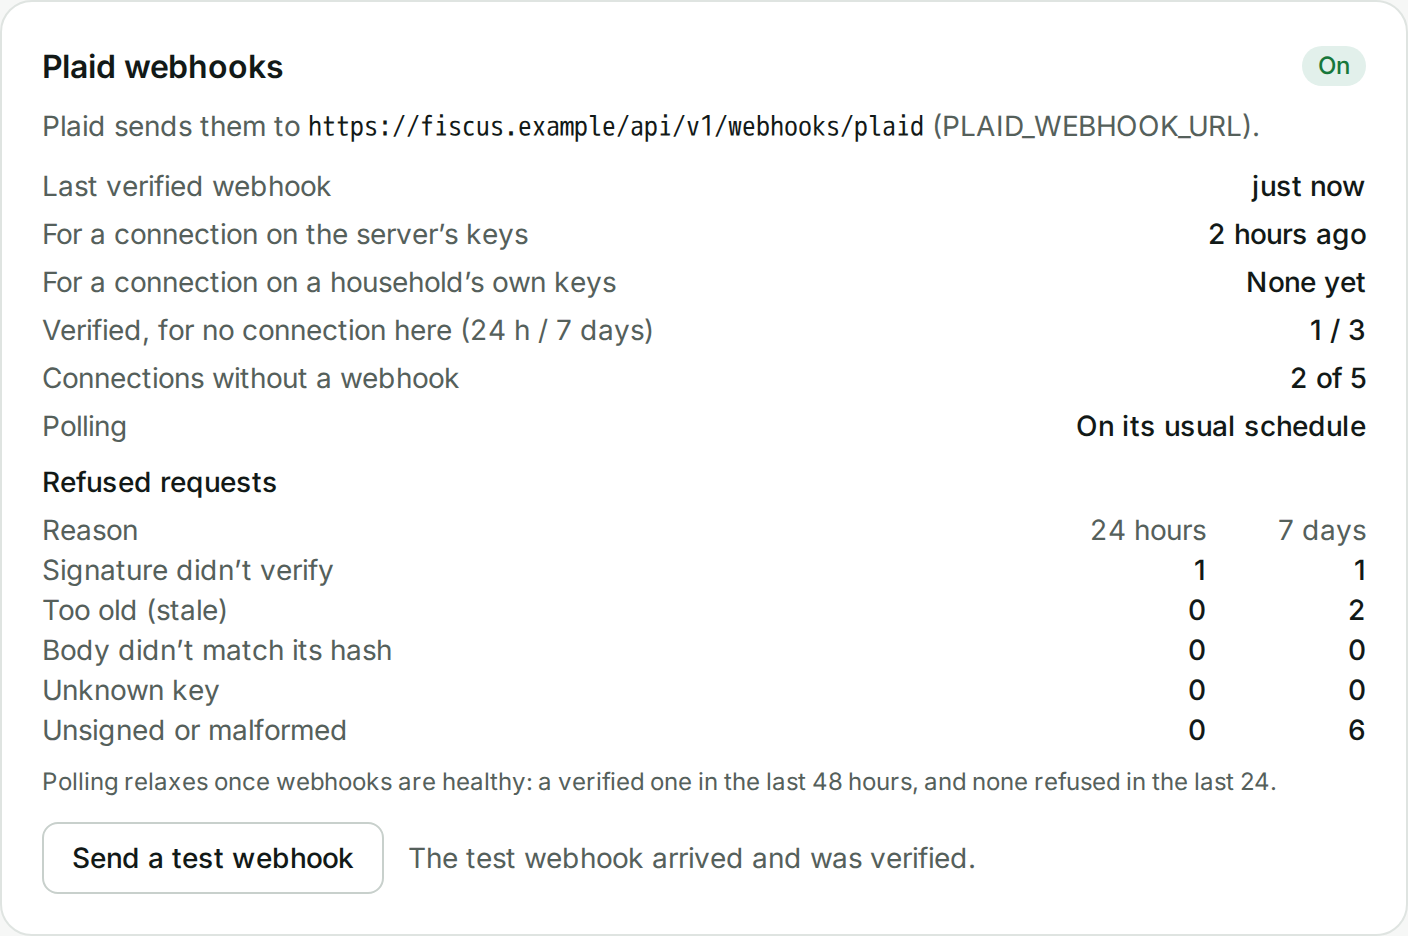 Plaid webhooks On
Plaid sends them to https://fiscus.example/api/v1/webhooks/plaid (PLAID_WEBHOOK_URL).
Last verified webhook just now
For a connection on the server’s keys 2 hours ago
For a connection on a household’s own keys None yet
Verified, for no connection here (24 h / 7 days) 1 / 3
Connections without a webhook 2 of 5
Polling On its usual schedule
Refused requests
Reason 24 hours 7 days
Signature didn’t verify 1 1
Too old (stale) 0 2
Body didn’t match its hash 0 0
Unknown key 0 0
Unsigned or malformed 0 6
Polling relaxes once webhooks are healthy: a verified one in the last 48 hours, and none refused in the last 24.
Send a test webhook The test webhook arrived and was verified.